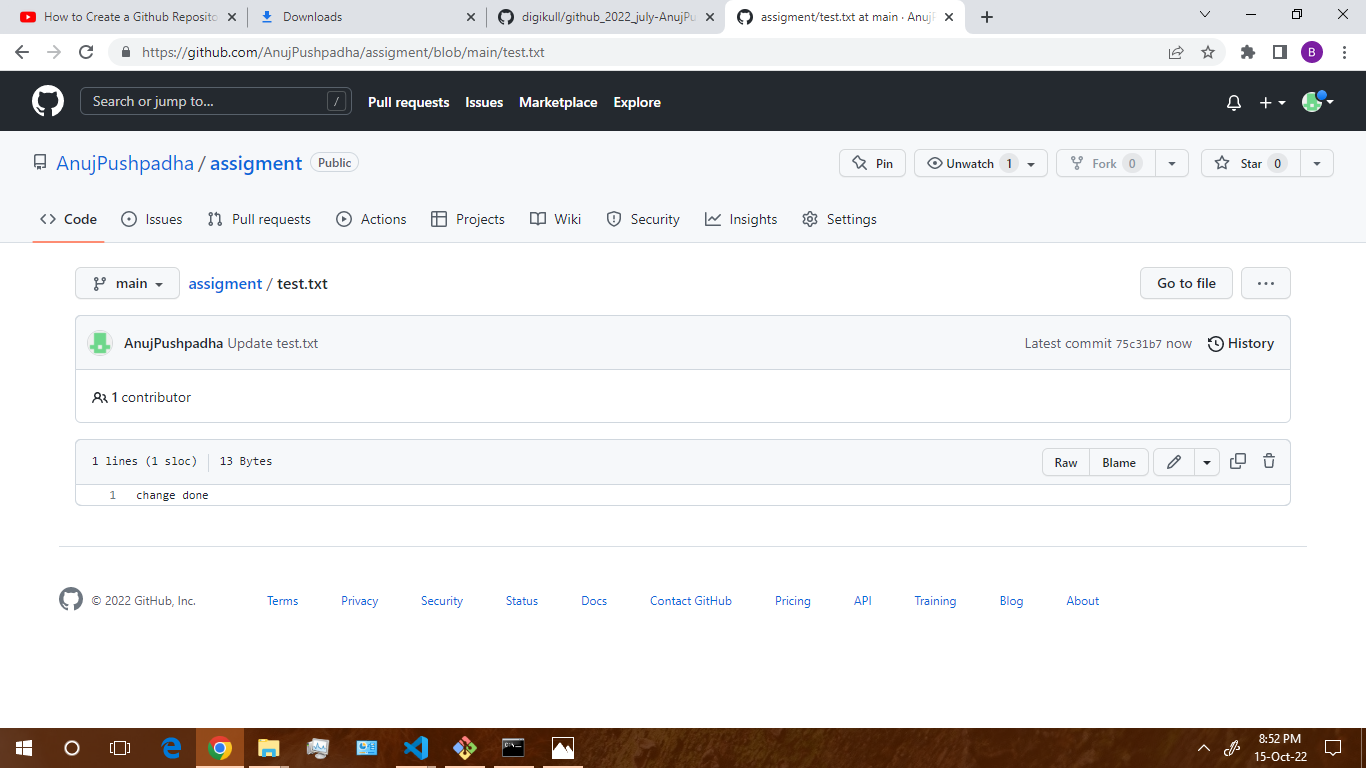 How to Create a Github Reposito
Downloads
digikull/github_2022_july-AnujPu
assigment/test.txt at main · AnujP
https://github.com/AnujPushpadha/assigment/blob/main/test.txt
B
Search or jump to...
/
Pull requests
Issues
Marketplace
Explore
AnujPushpadha / assigment
Public
Pin
Unwatch 1
Fork 0
Star 0
Code
Issues
Pull requests
Actions
Projects
Wiki
Security
Insights
Settings
main
assigment / test.txt
Go to file
AnujPushpadha Update test.txt
Latest commit 75c31b7 now
History
1 contributor
1 lines (1 sloc)
13 Bytes
Raw
Blame
1 change done
© 2022 GitHub, Inc.
Terms
Privacy
Security
Status
Docs
Contact GitHub
Pricing
API
Training
Blog
About
8:52 PM
15-Oct-22